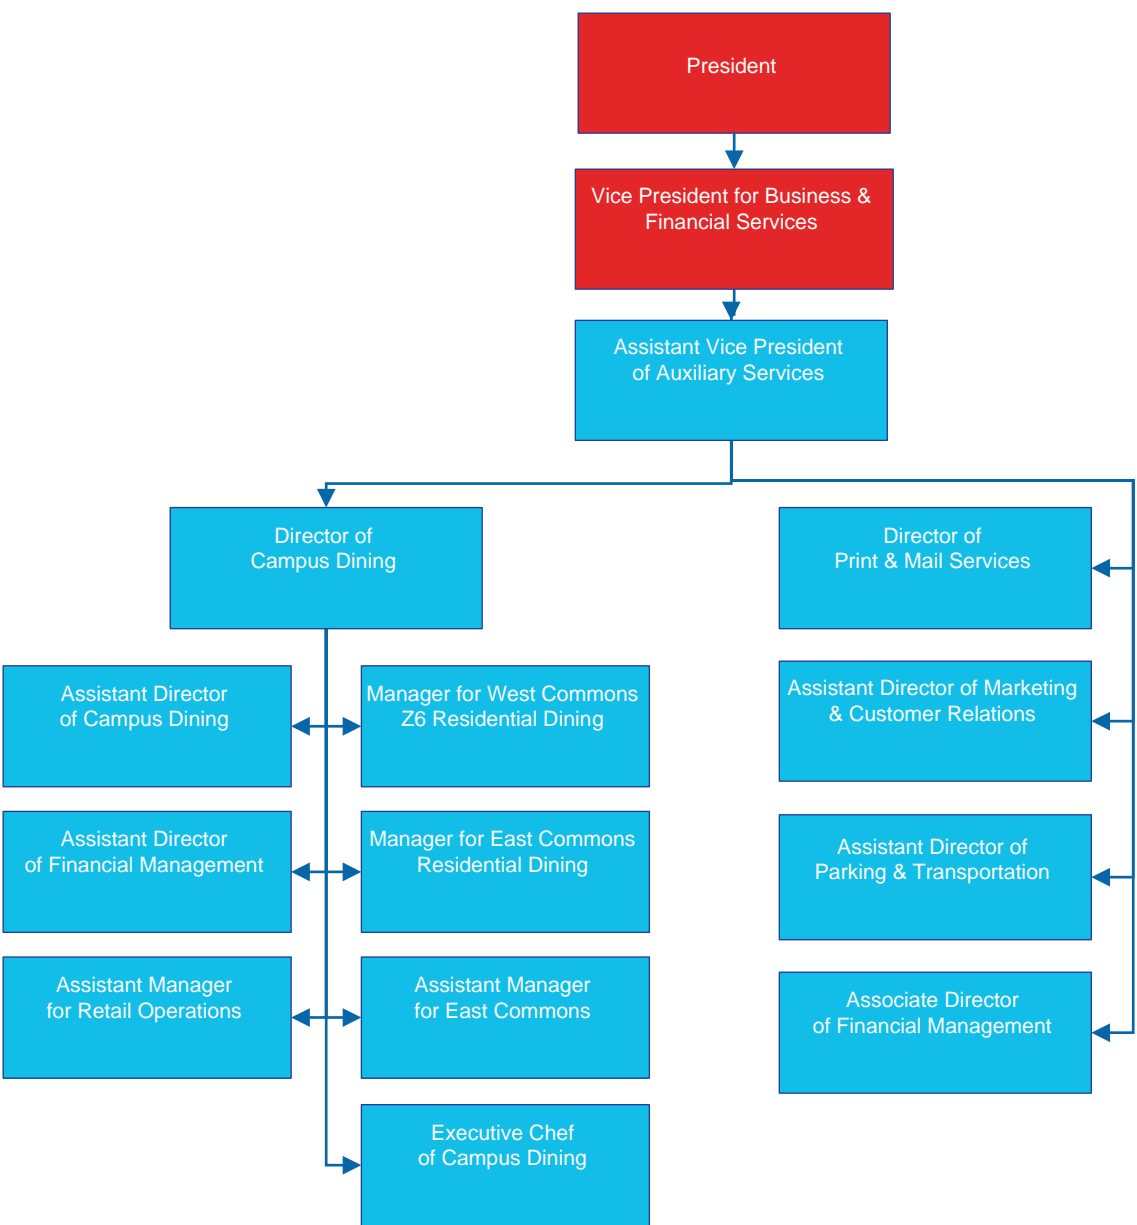 President
Vice President for Business &
Financial Services
Assistant Vice President
of Auxiliary Services
Director of
Campus Dining
Director of
Print & Mail Services
Assistant Director
of Campus Dining
Manager for West Commons
Z6 Residential Dining
Assistant Director of Marketing
& Customer Relations
Assistant Director
of Financial Management
Manager for East Commons
Residential Dining
Assistant Director of
Parking & Transportation
Assistant Manager
for Retail Operations
Assistant Manager
for East Commons
Associate Director
of Financial Management
Executive Chef
of Campus Dining